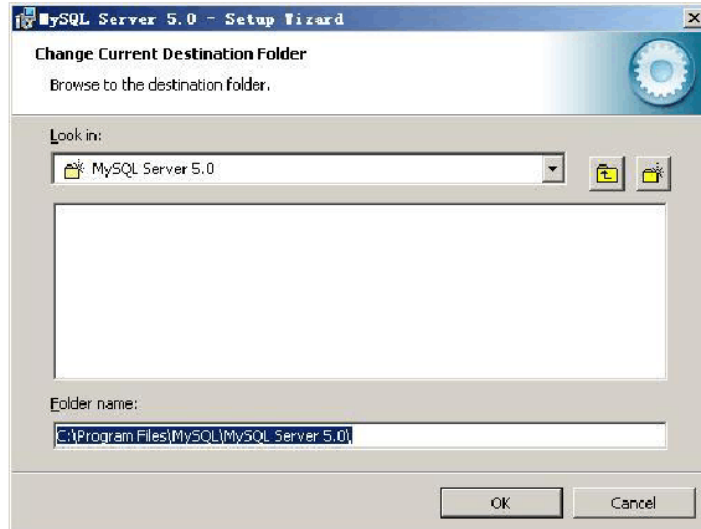 MySQL Server 5.0 - Setup Wizard
Change Current Destination Folder
Browse to the destination folder.
Look in:
MySQL Server 5.0
Folder name:
C:\Program Files\MySQL\MySQL Server 5.0\
OK
Cancel